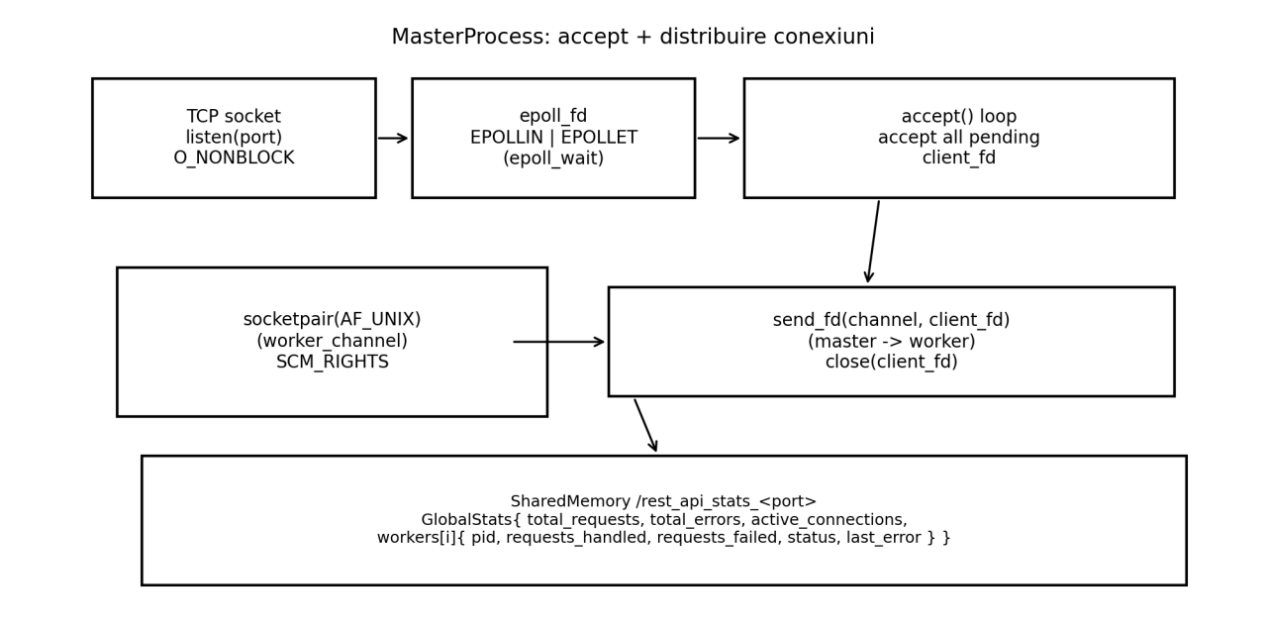 MasterProcess: accept + distribuire conexiuni
TCP socket
listen(port)
O_NONBLOCK
epoll_fd
EPOLLIN | EPOLLET
(epoll_wait)
accept() loop
accept all pending
client_fd
socketpair(AF_UNIX)
(worker_channel)
SCM_RIGHTS
send_fd(channel, client_fd)
(master -> worker)
close(client_fd)
SharedMemory /rest_api_stats_<port>
GlobalStats{ total_requests, total_errors, active_connections,
workers[i]{ pid, requests_handled, requests_failed, status, last_error } }